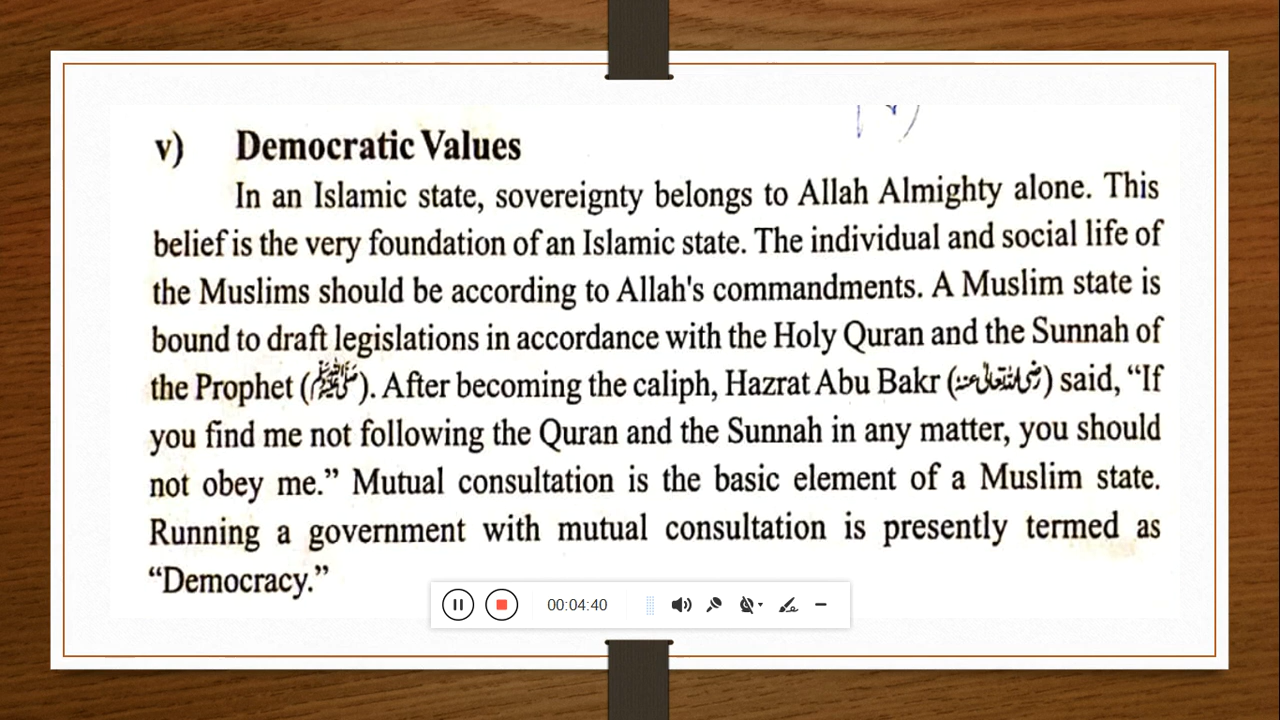 v) Democratic Values
In an Islamic state, sovereignty belongs to Allah Almighty alone. This
belief is the very foundation of an Islamic state. The individual and social life of
the Muslims should be according to Allah's commandments. A Muslim state is
bound to draft legislations in accordance with the Holy Quran and the Sunnah of
the Prophet (ﷺ). After becoming the caliph, Hazrat Abu Bakr (رضی اللہ تعالیٰ عنہ) said, “If
you find me not following the Quran and the Sunnah in any matter, you should
not obey me.” Mutual consultation is the basic element of a Muslim state.
Running a government with mutual consultation is presently termed as
“Democracy.”
00:04:40